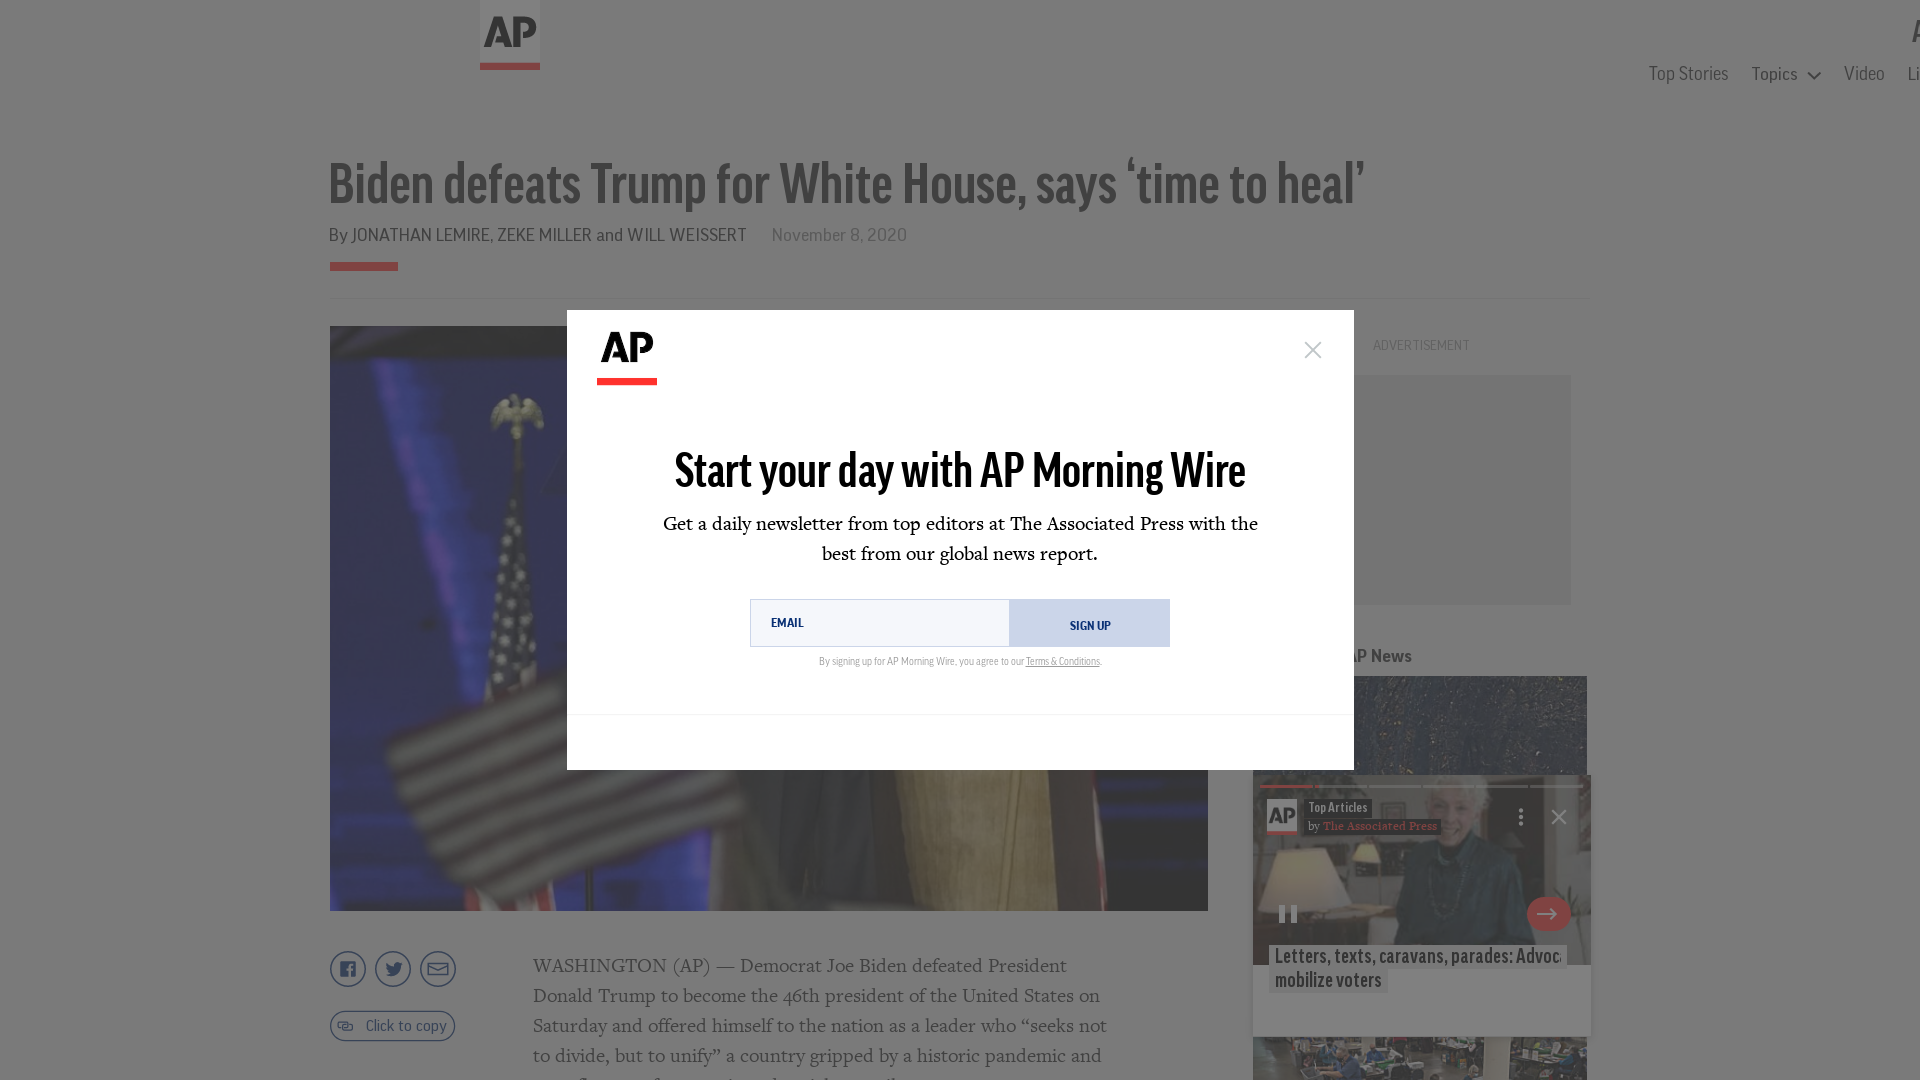 AP
Top Stories
Topics
Video
Biden defeats Trump for White House, says ‘time to heal’
By JONATHAN LEMIRE, ZEKE MILLER and WILL WEISSERT
November 8, 2020
ADVERTISEMENT
AP
Start your day with AP Morning Wire
Get a daily newsletter from top editors at The Associated Press with the
best from our global news report.
EMAIL
SIGN UP
By signing up for AP Morning Wire, you agree to our Terms & Conditions.
AP News
AP
Top Articles
by The Associated Press
Letters, texts, caravans, parades:
mobilize voters
Click to copy
WASHINGTON (AP) — Democrat Joe Biden defeated President
Donald Trump to become the 46th president of the United States on
Saturday and offered himself to the nation as a leader who “seeks not
to divide, but to unify” a country gripped by a historic pandemic and